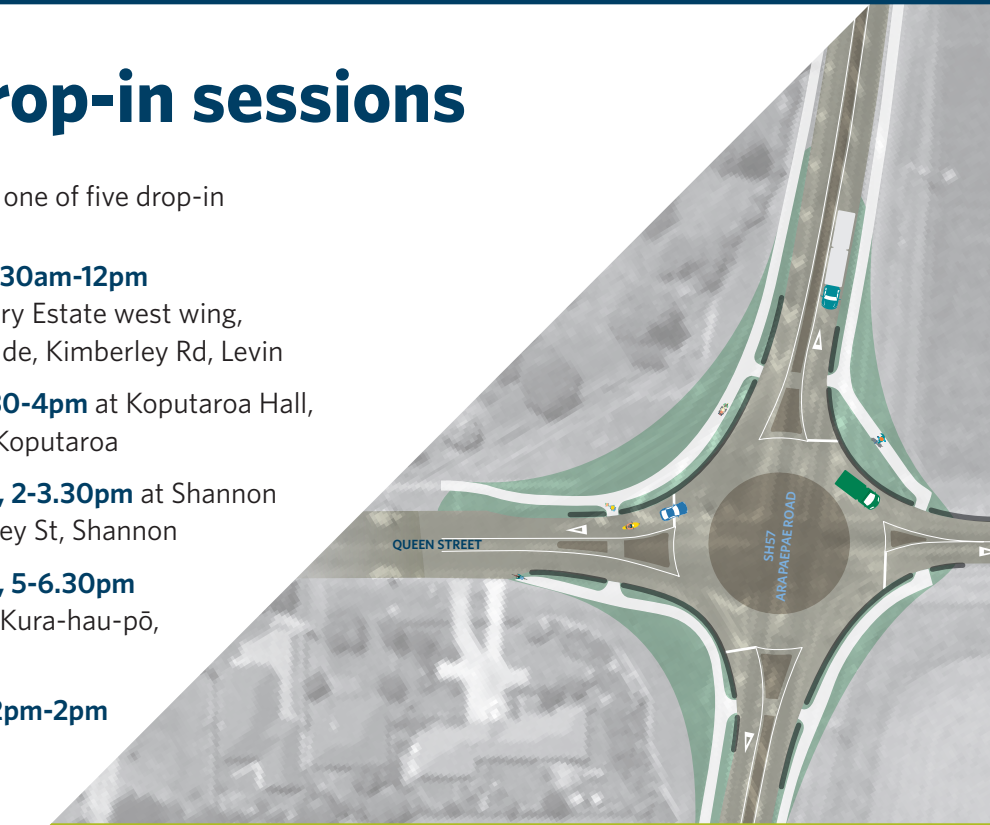 rop-in sessions
one of five drop-in
30am-12pm
ry Estate west wing,
de, Kimberley Rd, Levin
30-4pm at Koputaroa Hall,
Koputaroa
, 2-3.30pm at Shannon
ey St, Shannon
, 5-6.30pm
Kura-hau-pō,
2pm-2pm
QUEEN STREET
SH57
ARAPAEPAE ROAD